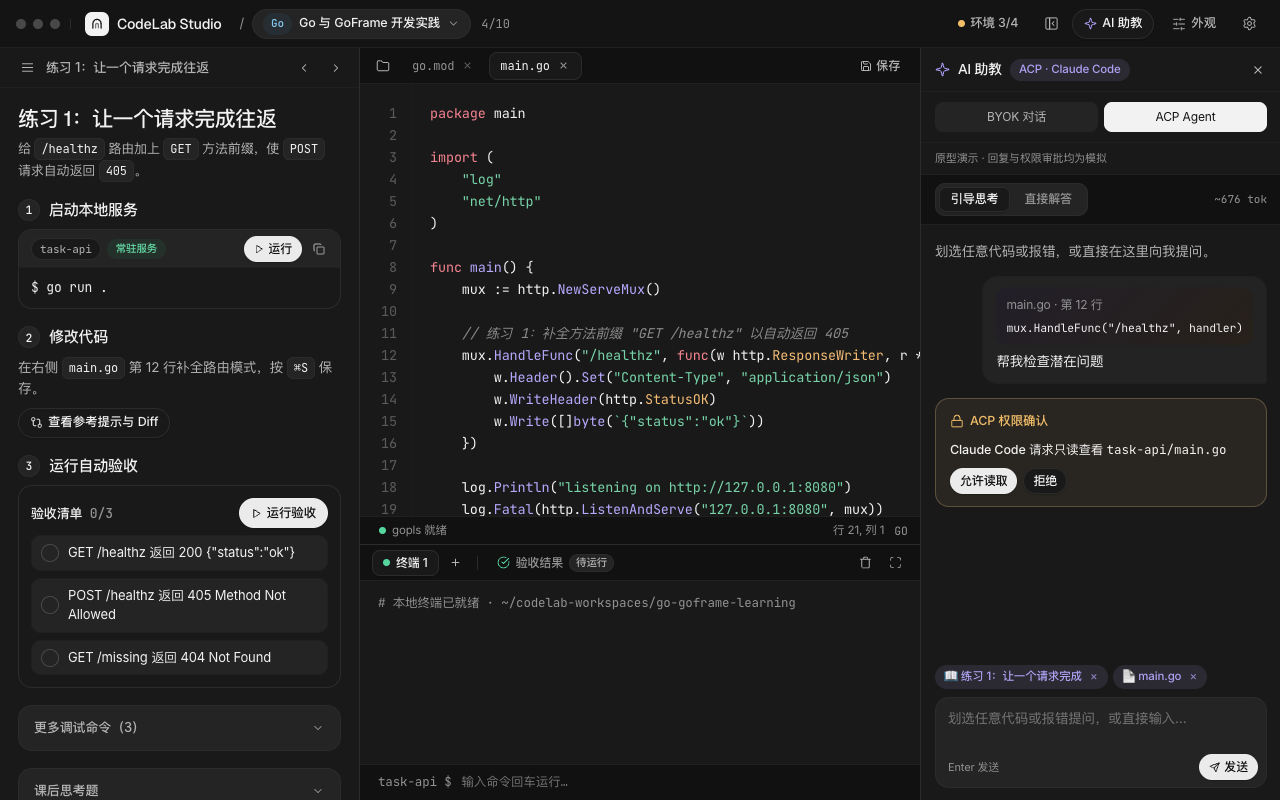 CodeLab Studio / Go Go 与 GoFrame 开发实践 4/10 环境 3/4 AI 助教 外观
练习 1：让一个请求完成往返
练习 1：让一个请求完成往返
给 /healthz 路由加上 GET 方法前缀，使 POST
请求自动返回 405 。
1 启动本地服务
task-api 常驻服务 运行
$ go run .
2 修改代码
在右侧 main.go 第 12 行补全路由模式，按 ⌘S 保
存。
查看参考提示与 Diff
3 运行自动验收
验收清单 0/3 运行验收
GET /healthz 返回 200 {"status":"ok"}
POST /healthz 返回 405 Method Not
Allowed
GET /missing 返回 404 Not Found
更多调试命令（3）
课后思考题
go.mod × main.go × 保存
1 package main
2
3 import (
4 "log"
5 "net/http"
6 )
7
8 func main() {
9 mux := http.NewServeMux()
10
11 // 练习 1：补全方法前缀 "GET /healthz" 以自动返回 405
12 mux.HandleFunc("/healthz", func(w http.ResponseWriter, r *
13 w.Header().Set("Content-Type", "application/json")
14 w.WriteHeader(http.StatusOK)
15 w.Write([]byte(`{"status":"ok"}`))
16 })
17
18 log.Println("listening on http://127.0.0.1:8080")
19 log.Fatal(http.ListenAndServe("127.0.0.1:8080", mux))
gopls 就绪 行 21, 列 1 GO
终端 1 + 验收结果 待运行
# 本地终端已就绪 · ~/codelab-workspaces/go-goframe-learning
task-api $ 输入命令回车运行…
AI 助教 ACP · Claude Code ×
BYOK 对话 ACP Agent
原型演示 · 回复与权限审批均为模拟
引导思考 直接解答 ~676 tok
划选任意代码或报错，或直接在这里向我提问。
main.go · 第 12 行
mux.HandleFunc("/healthz", handler)
帮我检查潜在问题
ACP 权限确认
Claude Code 请求只读查看 task-api/main.go
允许读取 拒绝
练习 1：让一个请求完成 × main.go ×
划选任意代码或报错提问，或直接输入...
Enter 发送 发送